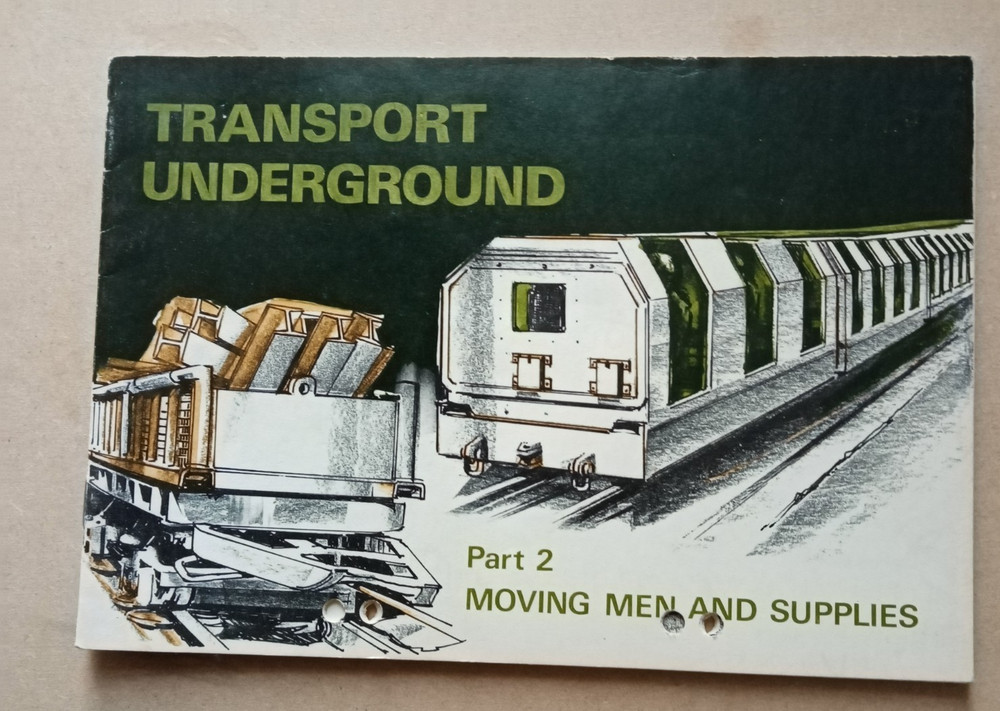 TRANSPORT
UNDERGROUND
Part 2
MOVING MEN AND SUPPLIES